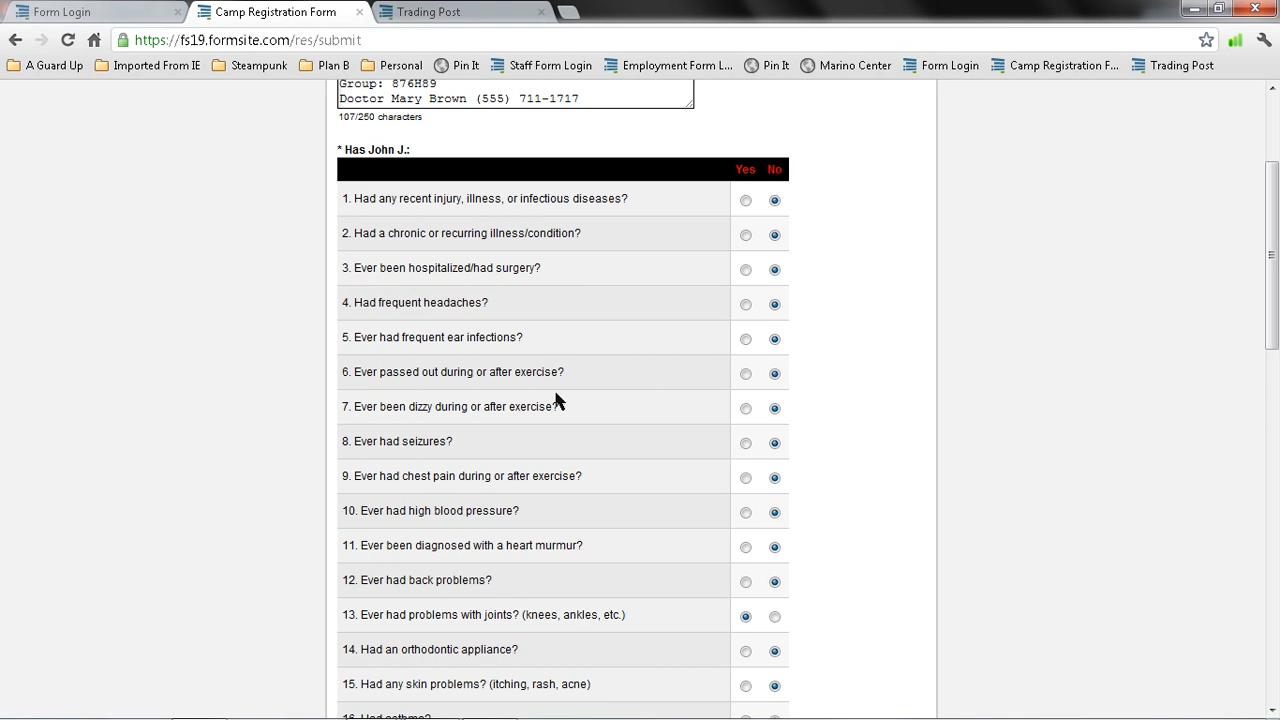 Form Login
Camp Registration Form
Trading Post
https://fs19.formsite.com/res/submit
A Guard Up
Imported From IE
Steampunk
Plan B
Personal
Pin It
Staff Form Login
Employment Form L...
Pin It
Marino Center
Form Login
Camp Registration F...
Trading Post
Group: 876H89
Doctor Mary Brown (555) 711-1717
107/250 characters
* Has John J.:
Yes No
1. Had any recent injury, illness, or infectious diseases?
2. Had a chronic or recurring illness/condition?
3. Ever been hospitalized/had surgery?
4. Had frequent headaches?
5. Ever had frequent ear infections?
6. Ever passed out during or after exercise?
7. Ever been dizzy during or after exercise?
8. Ever had seizures?
9. Ever had chest pain during or after exercise?
10. Ever had high blood pressure?
11. Ever been diagnosed with a heart murmur?
12. Ever had back problems?
13. Ever had problems with joints? (knees, ankles, etc.)
14. Had an orthodontic appliance?
15. Had any skin problems? (itching, rash, acne)
16. Had asthma?